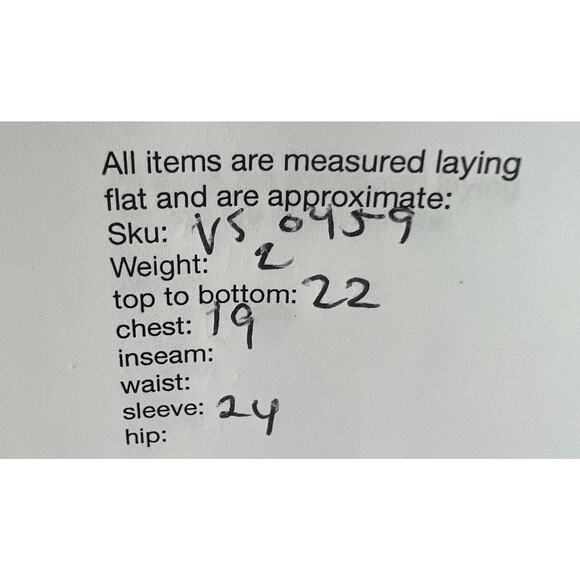 All items are measured laying
flat and are approximate:
Sku: VS 0459
Weight: 2
top to bottom: 22
chest: 19
inseam:
waist:
sleeve: 24
hip: